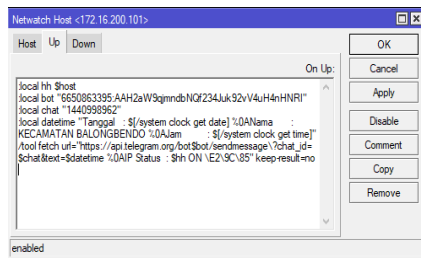 Netwatch Host <172.16.200.101>
Host Up Down
On Up:
:local hh $host
:local bot "6650863395:AAH2aW9qjmndbNQf234Juk92vV4uH4nHNRI"
:local chat "1440998962"
:local datetime "Tanggal : $[/system clock get date] %0ANama :
KECAMATAN BALONGBENDO %0AJam : $[/system clock get time]"
/tool fetch url="https://api.telegram.org/bot$bot/sendmessage\?chat_id=
$chat&text=$datetime %0AIP Status : $hh ON \E2\9C\85" keep-result=no
OK
Cancel
Apply
Disable
Comment
Copy
Remove
enabled